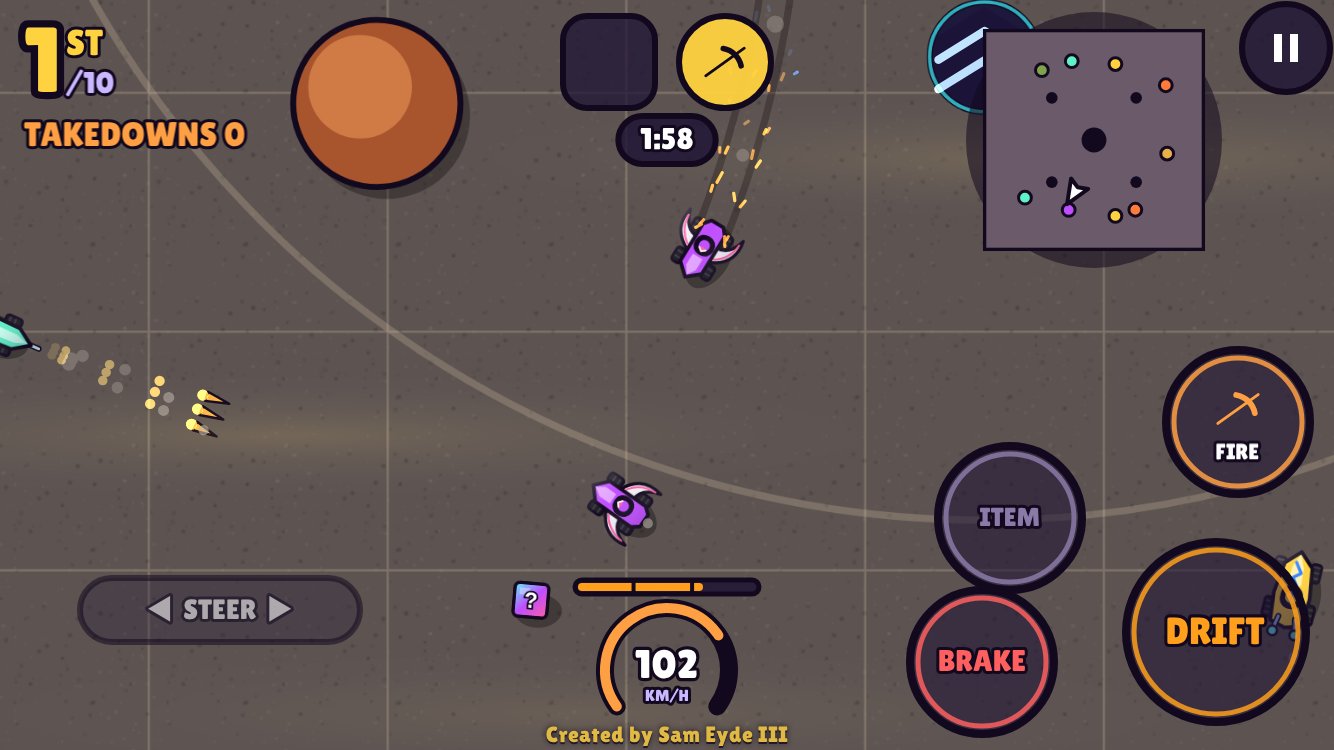 1ST
/10
TAKEDOWNS 0
1:58
FIRE
ITEM
STEER
?
DRIFT
BRAKE
102
KM/H
Created by Sam Eyde III